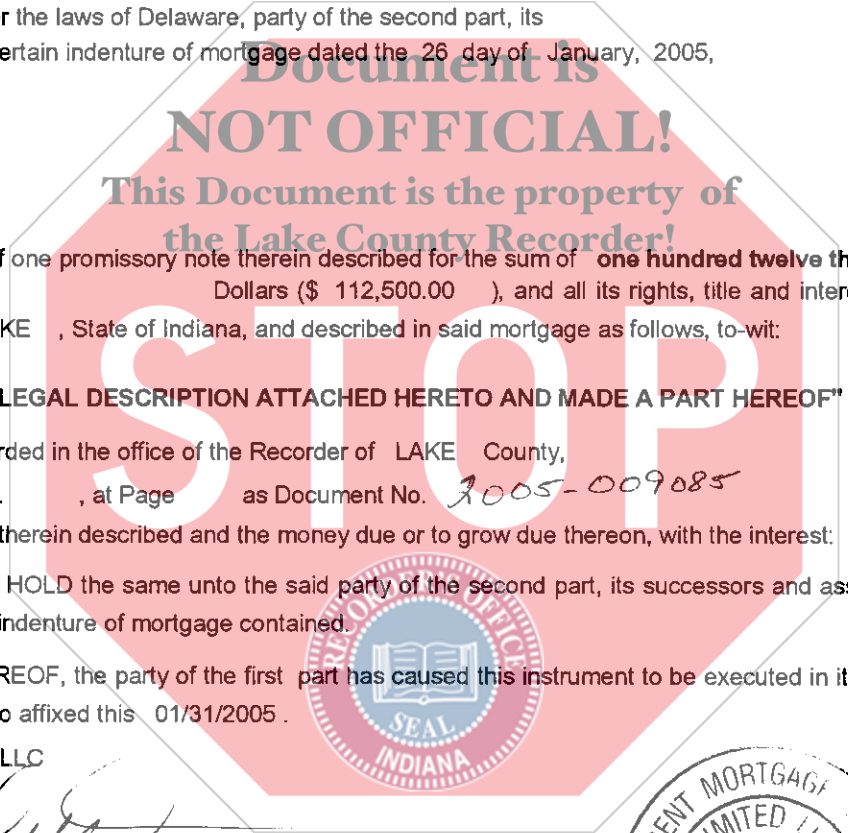 r the laws of Delaware, party of the second part, its
ertain indenture of mortgage dated the 26 day of January, 2005,
Document is
NOT OFFICIAL!
This Document is the property of
the Lake County Recorder!
f one promissory note therein described for the sum of one hundred twelve th
Dollars ($ 112,500.00 ), and all its rights, title and intere
KE , State of Indiana, and described in said mortgage as follows, to-wit:
STOP
LEGAL DESCRIPTION ATTACHED HERETO AND MADE A PART HEREOF"
rded in the office of the Recorder of LAKE County,
. , at Page as Document No. 2005-009085
therein described and the money due or to grow due thereon, with the interest:
HOLD the same unto the said party of the second part, its successors and ass
indenture of mortgage contained.
RECORDER'S OFFICE
SEAL
INDIANA
REOF, the party of the first part has caused this instrument to be executed in it
o affixed this 01/31/2005 .
LLC
ENT MORTGAGE